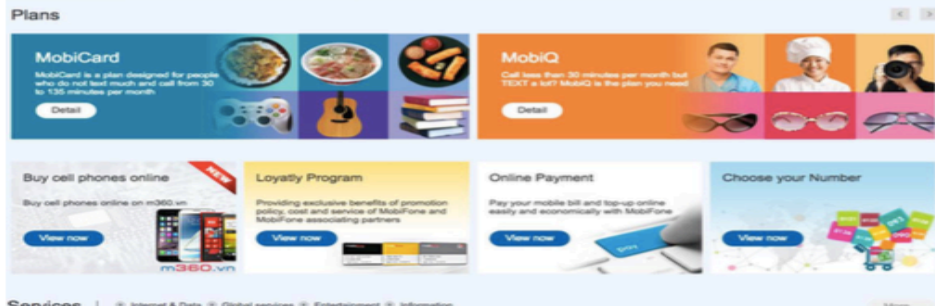 Plans
MobiCard
MobiCard is a plan designed for people
who do not text much and call from 30
to 135 minutes per month
Detail
MobiQ
Call less than 30 minutes per month but
TEXT a lot? MobiQ is the plan you need
Detail
Buy cell phones online
NEW
Buy cell phones online on m360.vn
View now
m360.vn
Loyatly Program
Providing exclusive benefits of promotion
policy, cost and service of MobiFone and
MobiFone associating partners
View now
Online Payment
Pay your mobile bill and top-up online
easily and economically with MobiFone
View now
pay
Choose your Number
View now
Services | Internet & Data Global services Entertainment Information
More